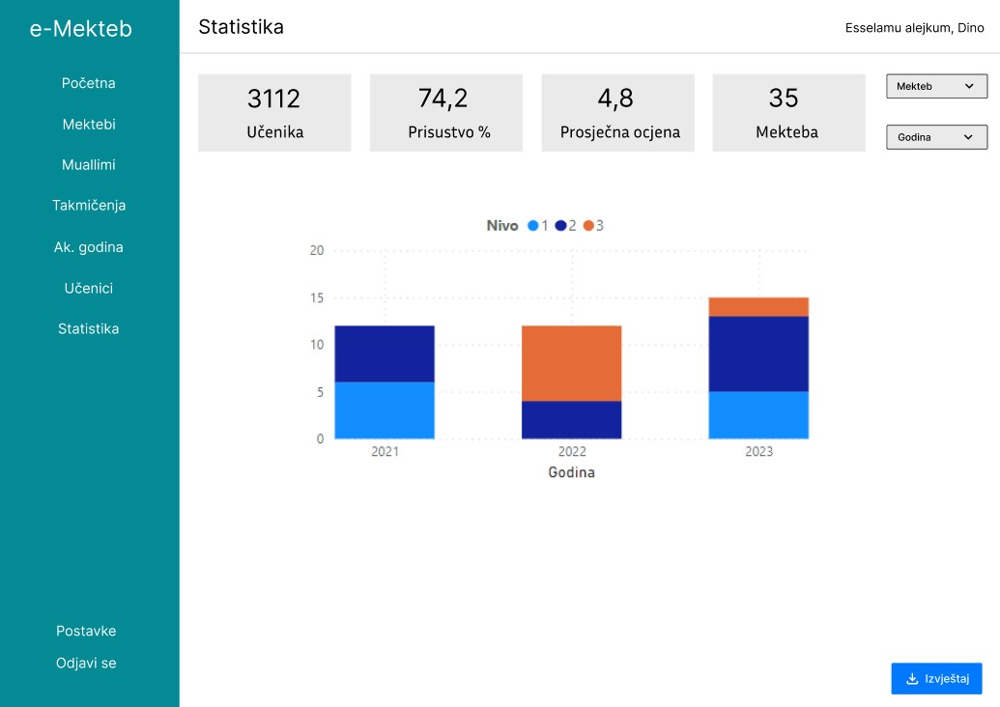 e-Mekteb
Početna
Mektebi
Muallimi
Takmičenja
Ak. godina
Učenici
Statistika
Postavke
Odjavi se
Statistika
Esselamu alejkum, Dino
3112
Učenika
74,2
Prisustvo %
4,8
Prosječna ocjena
35
Mekteba
Mekteb
Godina
Nivo 1 2 3
20
15
10
5
0
2021 2022 2023
Godina
Izvještaj